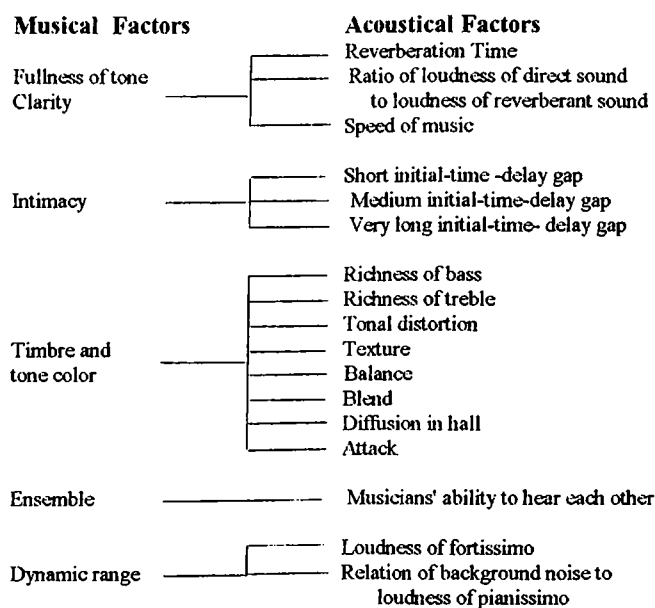 Musical Factors
Acoustical Factors
Fullness of tone
Clarity
Reverberation Time
Ratio of loudness of direct sound
to loudness of reverberant sound
Speed of music
Intimacy
Short initial-time -delay gap
Medium initial-time-delay gap
Very long initial-time- delay gap
Timbre and
tone color
Richness of bass
Richness of treble
Tonal distortion
Texture
Balance
Blend
Diffusion in hall
Attack
Ensemble
Musicians' ability to hear each other
Dynamic range
Loudness of fortissimo
Relation of background noise to
loudness of pianissimo